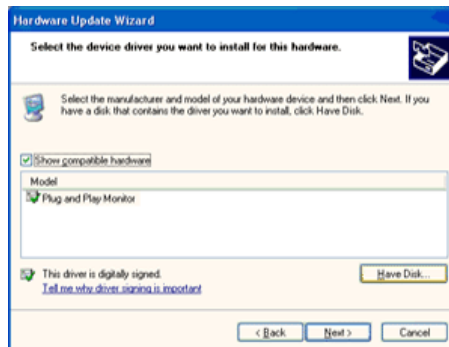 Hardware Update Wizard
Select the device driver you want to install for this hardware.
Select the manufacturer and model of your hardware device and then click Next. If you
have a disk that contains the driver you want to install, click Have Disk.
Show compatible hardware
Model
Plug and Play Monitor
This driver is digitally signed.
Tell me why driver signing is important
Have Disk...
< Back
Next >
Cancel